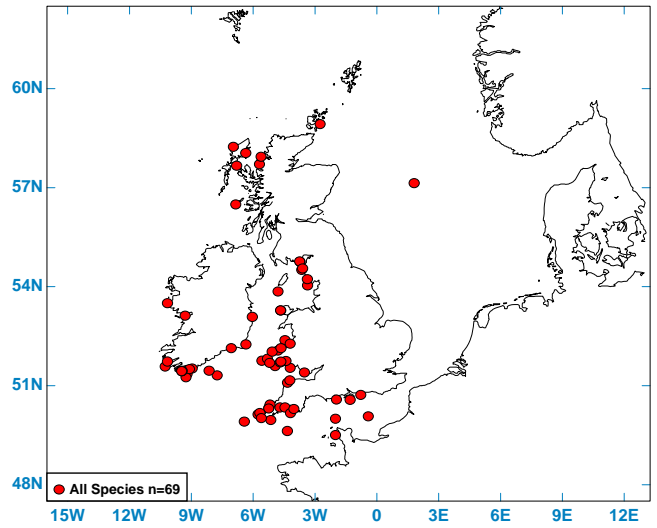 60N
57N
54N
51N
48N
All Species n=69
15W 12W 9W 6W 3W 0 3E 6E 9E 12E